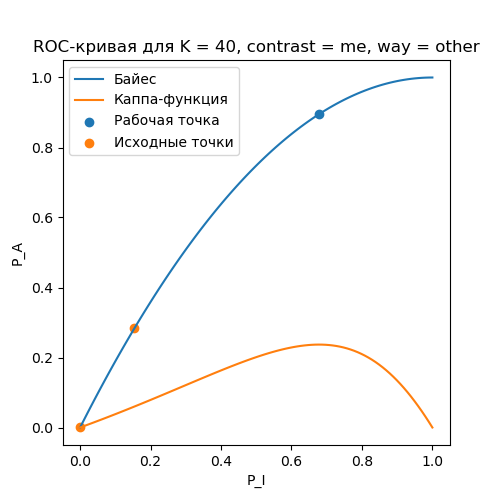 ROC-кривая для K = 40, contrast = me, way = other
1.0
0.8
0.6
0.4
0.2
0.0
P_A
Байес
Каппа-функция
Рабочая точка
Исходные точки
0.0 0.2 0.4 0.6 0.8 1.0
P_I